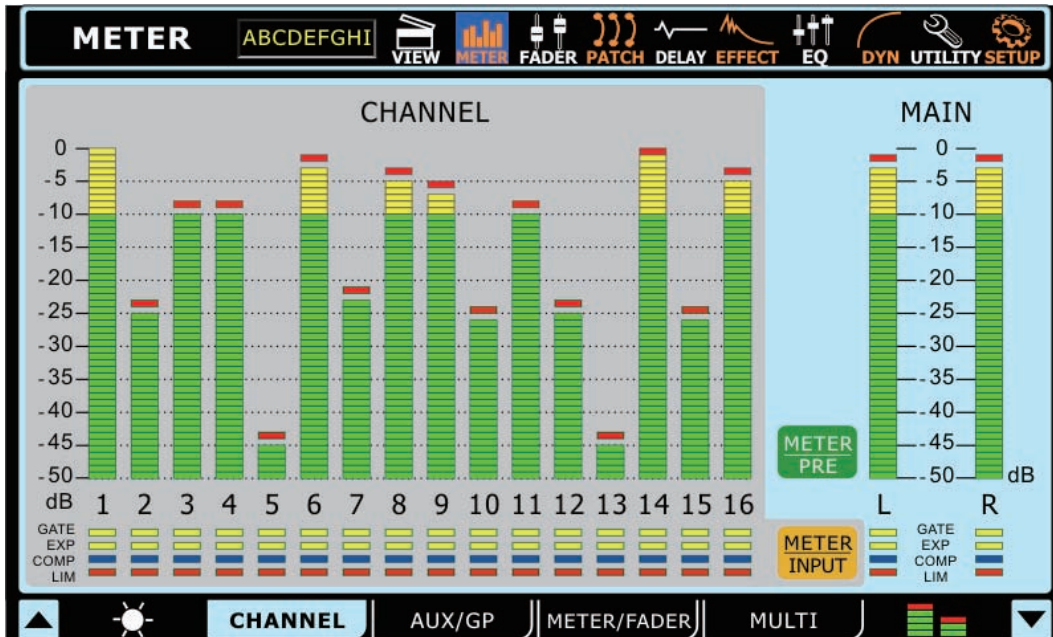 METER
ABCDEFGHI
VIEW METER FADER PATCH DELAY EFFECT EQ DYN UTILITY SETUP
CHANNEL
MAIN
0
-5
-10
-15
-20
-25
-30
-35
-40
-45
-50
dB
1 2 3 4 5 6 7 8 9 10 11 12 13 14 15 16
GATE
EXP
COMP
LIM
METER
PRE
METER
INPUT
0
-5
-10
-15
-20
-25
-30
-35
-40
-45
-50
dB
L R
GATE
EXP
COMP
LIM
CHANNEL
AUX/GP
METER/FADER
MULTI